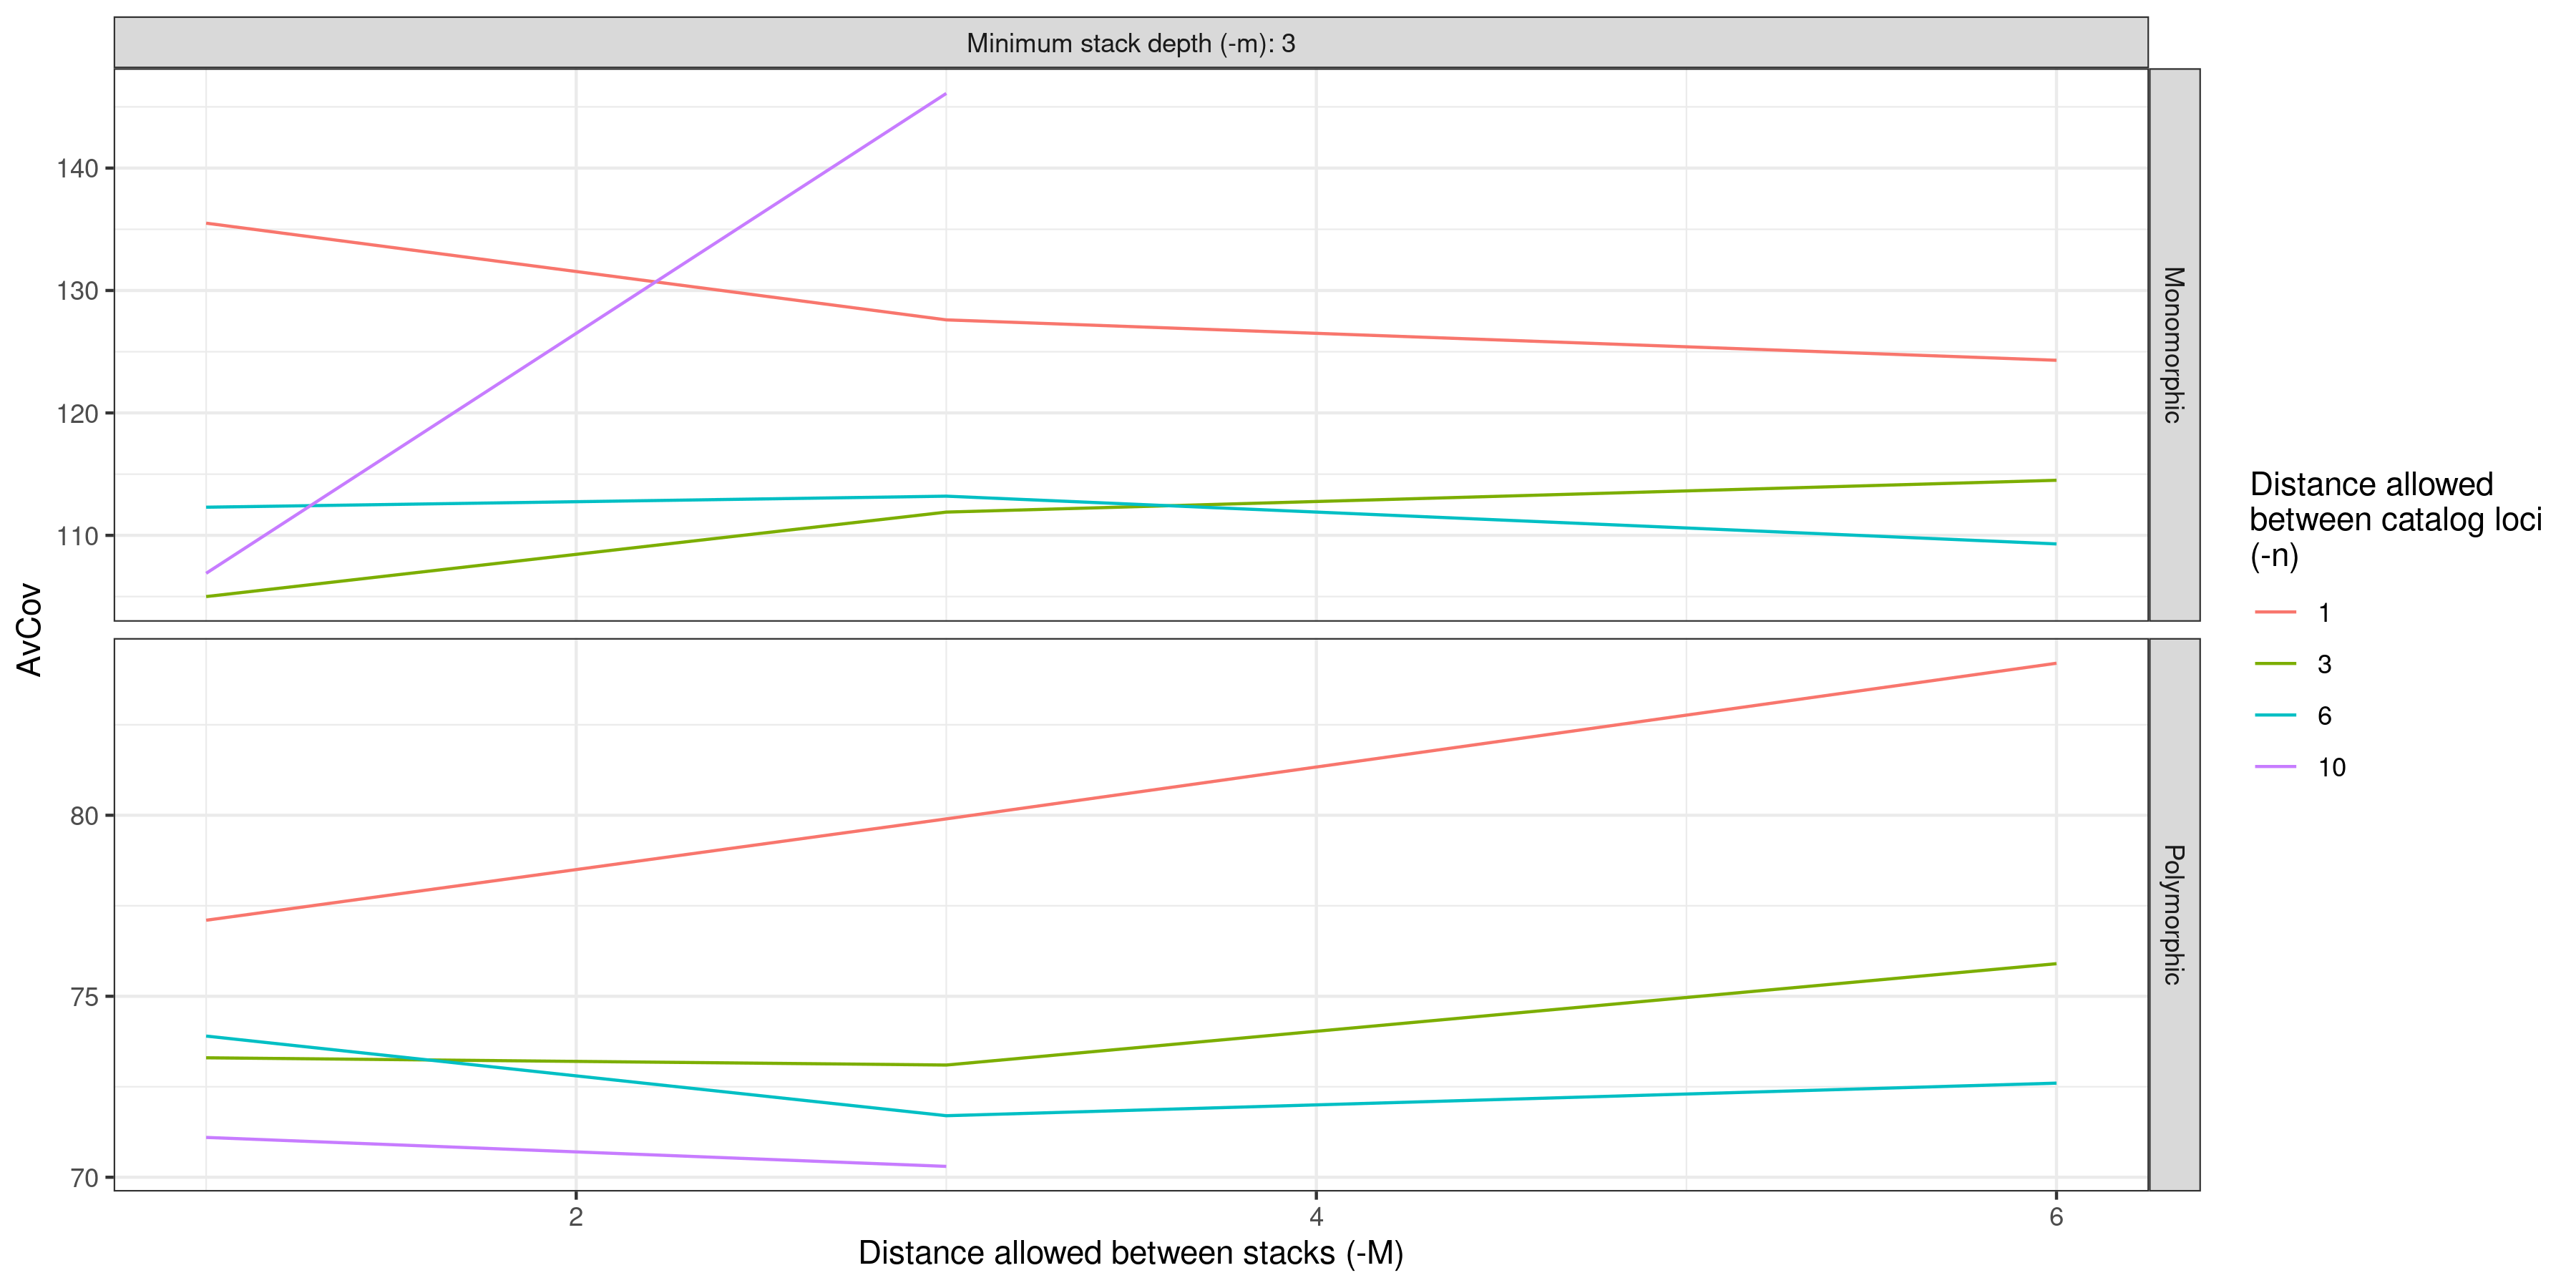 Minimum stack depth (-m): 3
140
130
120
110
Monomorphic
AvCov
80
75
70
Polymorphic
2
4
6
Distance allowed between stacks (-M)
Distance allowed
between catalog loci
(-n)
1
3
6
10